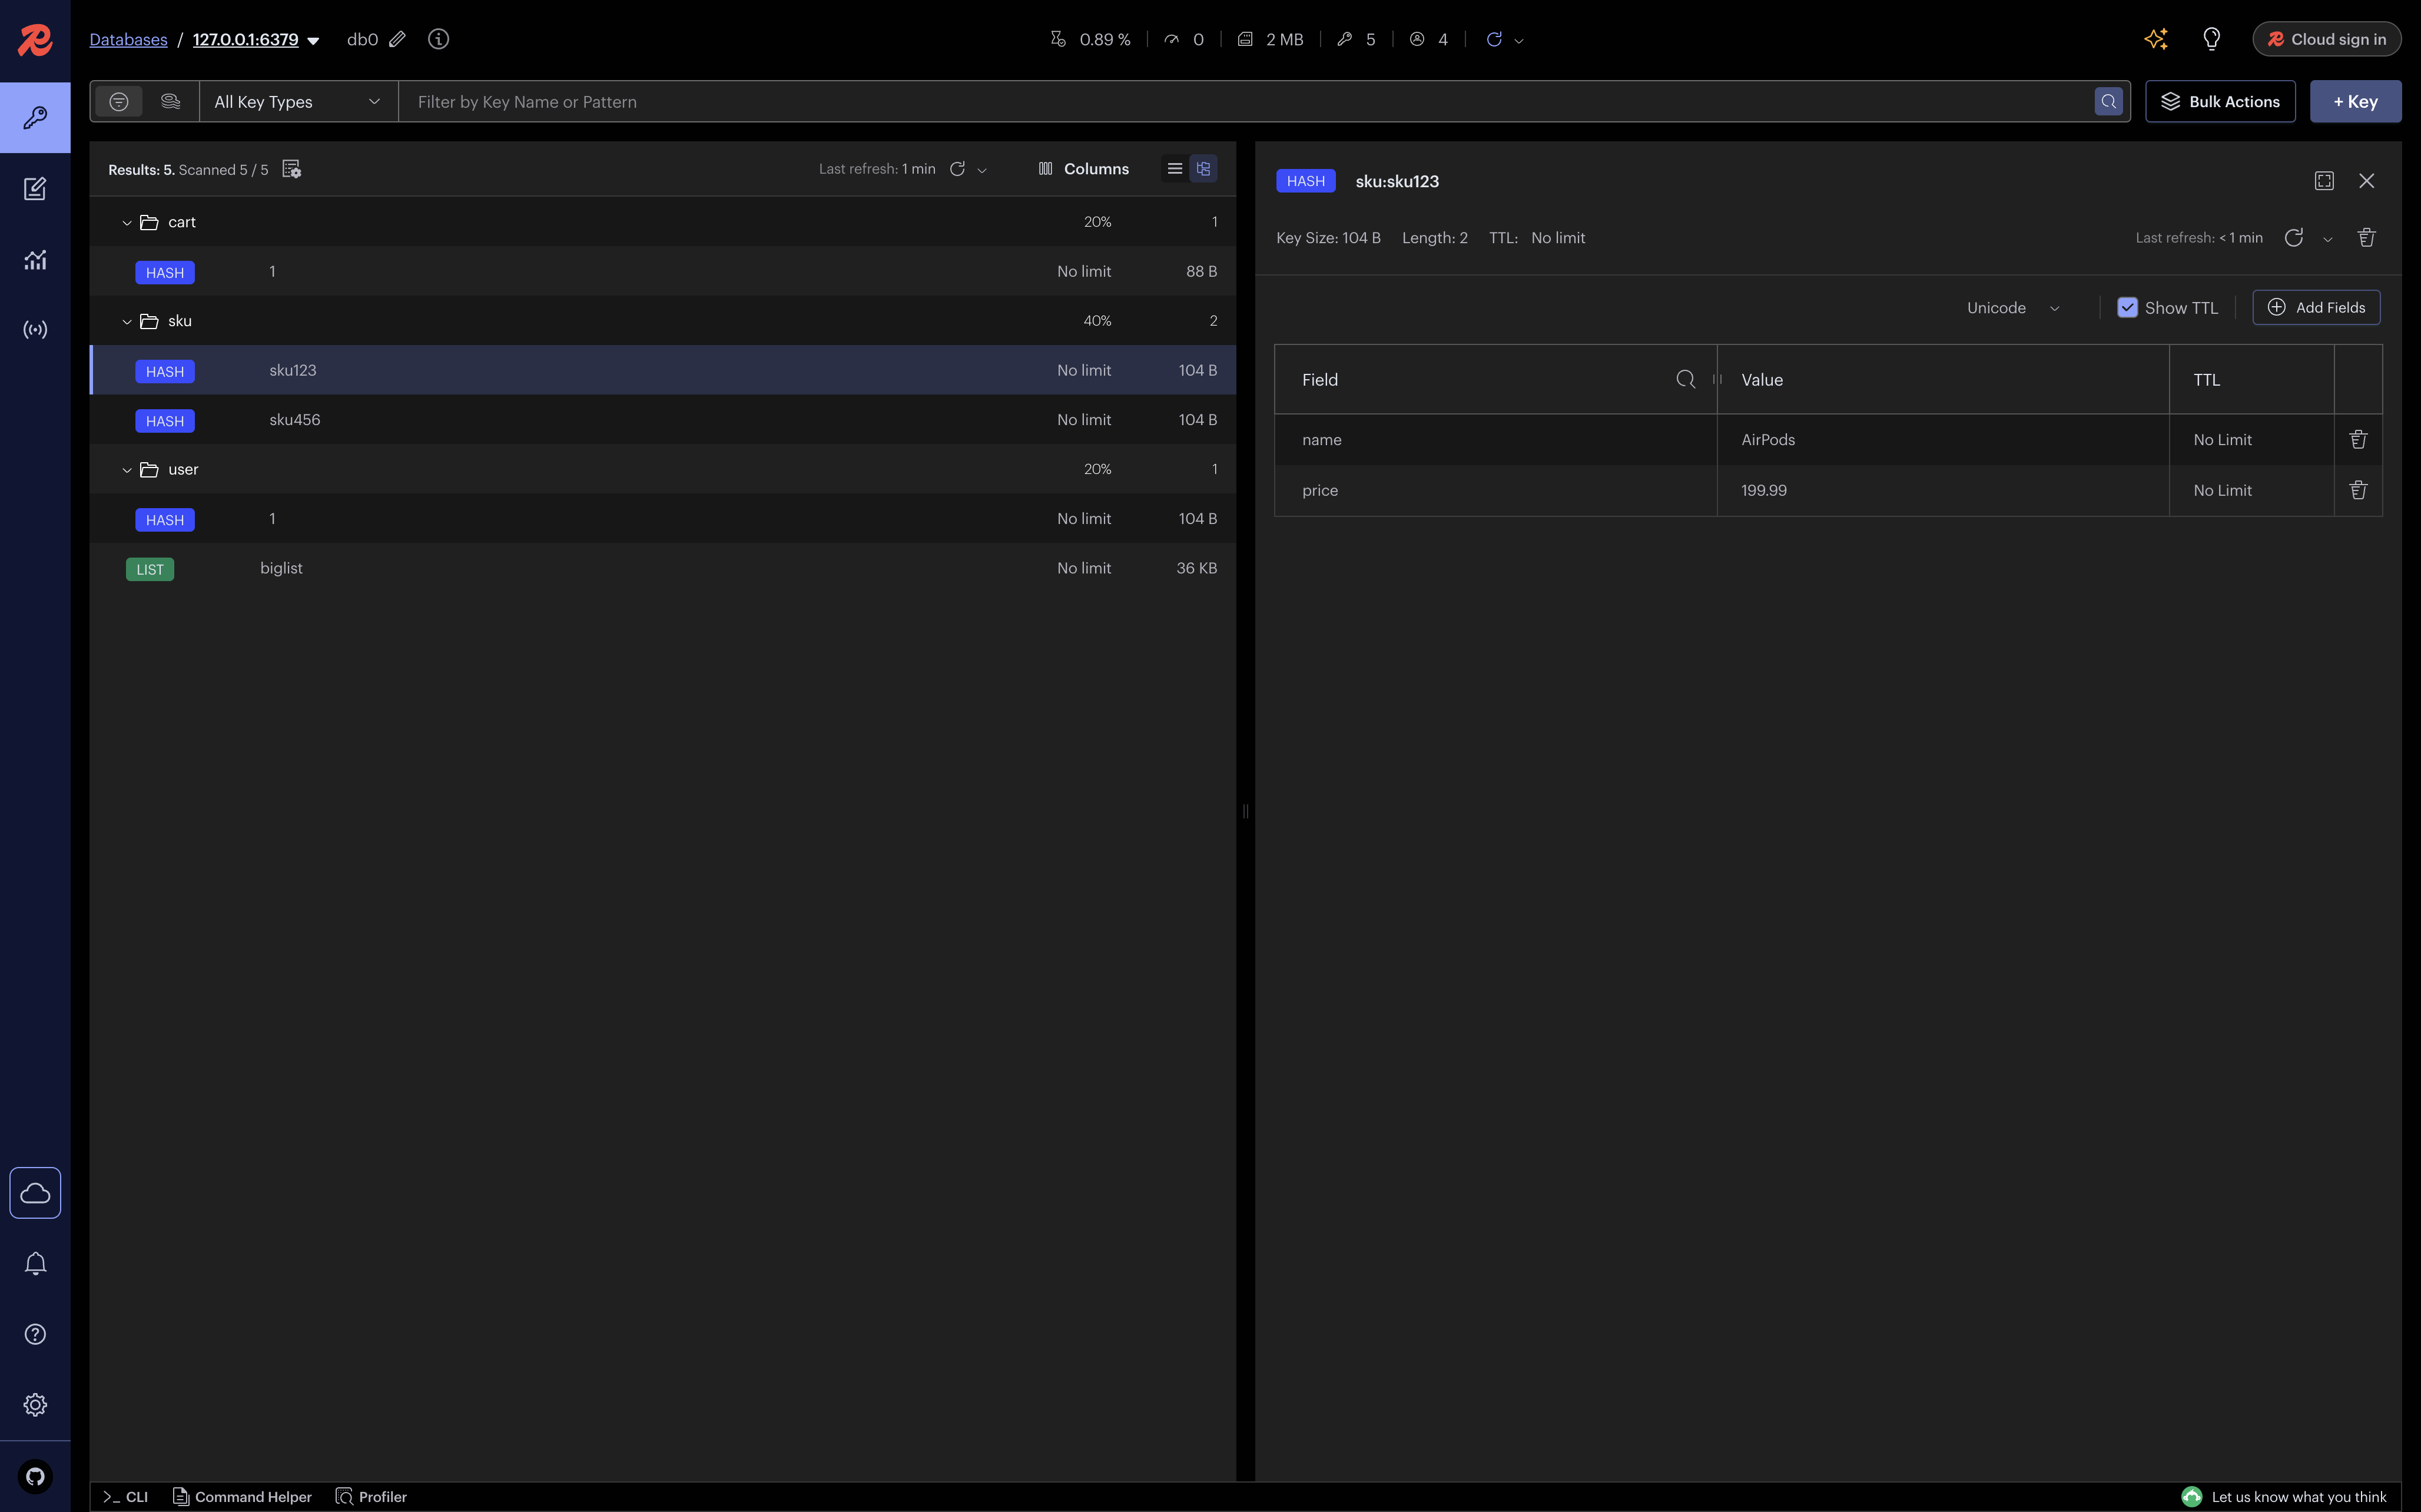 Databases / 127.0.0.1:6379 db0 0.89 % 0 2 MB 5 4 Cloud sign in
All Key Types Filter by Key Name or Pattern Bulk Actions + Key
Results: 5. Scanned 5 / 5 Last refresh: 1 min Columns
cart 20% 1
HASH 1 No limit 88 B
sku 40% 2
HASH sku123 No limit 104 B
HASH sku456 No limit 104 B
user 20% 1
HASH 1 No limit 104 B
LIST biglist No limit 36 KB
HASH sku:sku123
Key Size: 104 B Length: 2 TTL: No limit Last refresh: < 1 min
Unicode Show TTL Add Fields
Field Value TTL
name AirPods No Limit
price 199.99 No Limit
>_ CLI Command Helper Profiler Let us know what you think